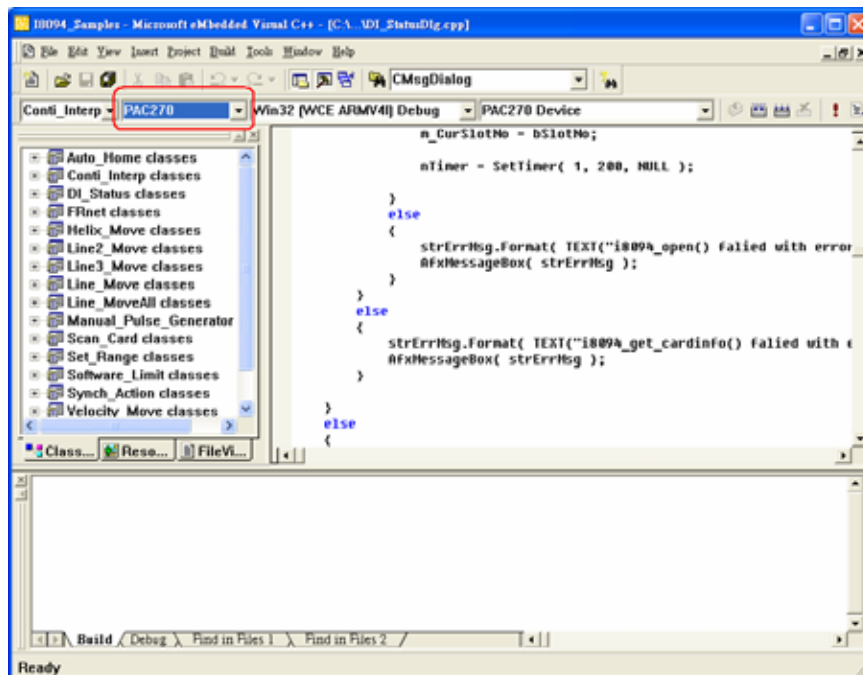 I8094_Samples - Microsoft eMbedded Visual C++ - [C:\...\DI_StatusDlg.cpp]
File Edit View Insert Project Build Tools Window Help
CMsgDialog
Conti_Interp PAC270 Win32 (WCE ARMV4I) Debug PAC270 Device
Auto_Home classes
Conti_Interp classes
DI_Status classes
FRnet classes
Helix_Move classes
Line2_Move classes
Line3_Move classes
Line_Move classes
Line_MoveAll classes
Manual_Pulse_Generator
Scan_Card classes
Set_Range classes
Software_Limit classes
Synch_Action classes
Velocity_Move classes
Class... Reso... FileVi...
m_CurSlotNo = bSlotNo;
nTimer = SetTimer( 1, 200, NULL );
}
else
{
strErrMsg.Format( TEXT("i8094_open() falied with error
AfxMessageBox( strErrMsg );
}
}
else
{
strErrMsg.Format( TEXT("i8094_get_cardinfo() falied with e
AfxMessageBox( strErrMsg );
}
}
else
{
Build Debug Find in Files 1 Find in Files 2
Ready